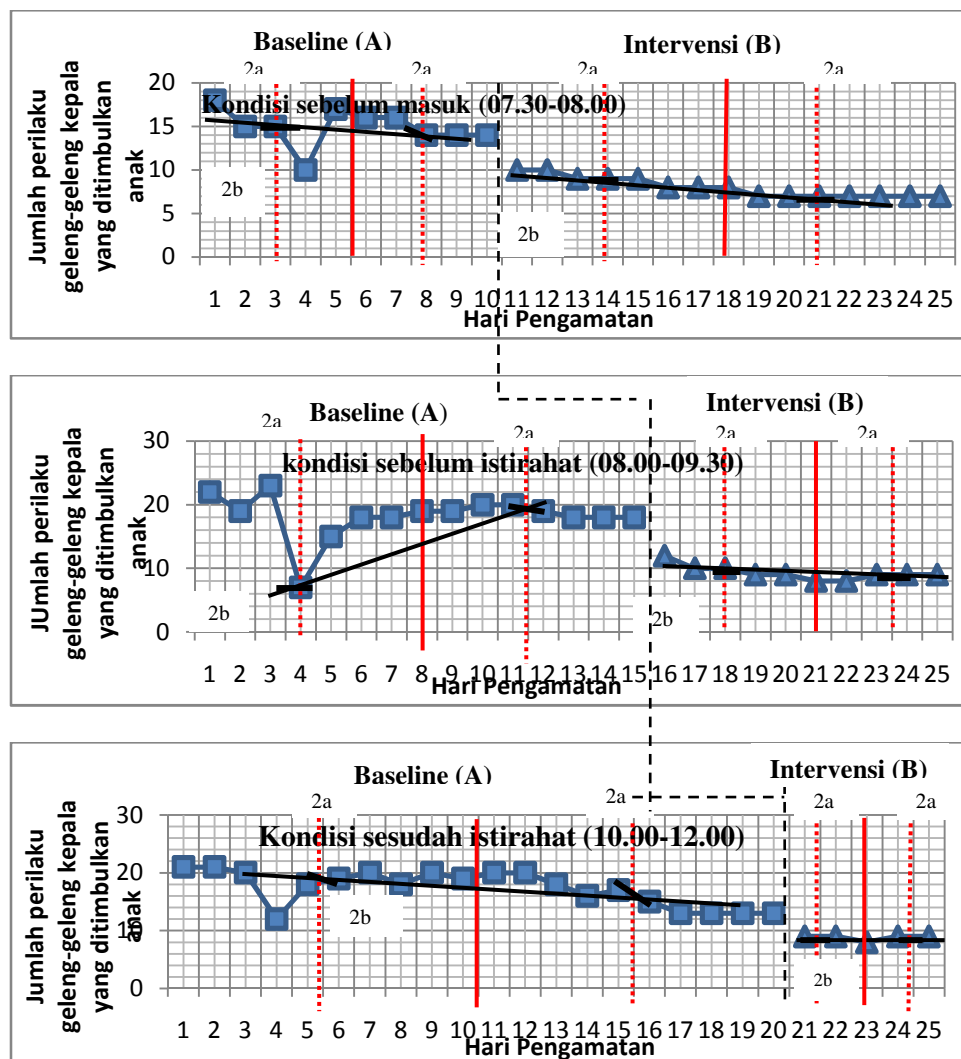 Baseline (A)
Intervensi (B)
2a
2a
2a
2a
Kondisi sebelum masuk (07.30-08.00)
Jumlah perilaku
geleng-geleng kepala
yang ditimbulkan
anak
20
15
10
5
0
2b
2b
1 2 3 4 5 6 7 8 9 10 11 12 13 14 15 16 17 18 19 20 21 22 23 24 25
Hari Pengamatan
Baseline (A)
Intervensi (B)
2a
2a
2a
2a
kondisi sebelum istirahat (08.00-09.30)
JUmlah perilaku
geleng-geleng kepala
yang ditimbulkan
anak
30
20
10
0
2b
2b
1 2 3 4 5 6 7 8 9 10 11 12 13 14 15 16 17 18 19 20 21 22 23 24 25
Hari Pengamatan
Baseline (A)
Intervensi (B)
2a
2a
2a
2a
Kondisi sesudah istirahat (10.00-12.00)
Jumlah perilaku
geleng-geleng kepala
yang ditimbulkan
anak
30
20
10
0
2b
2b
1 2 3 4 5 6 7 8 9 10 11 12 13 14 15 16 17 18 19 20 21 22 23 24 25
Hari Pengamatan